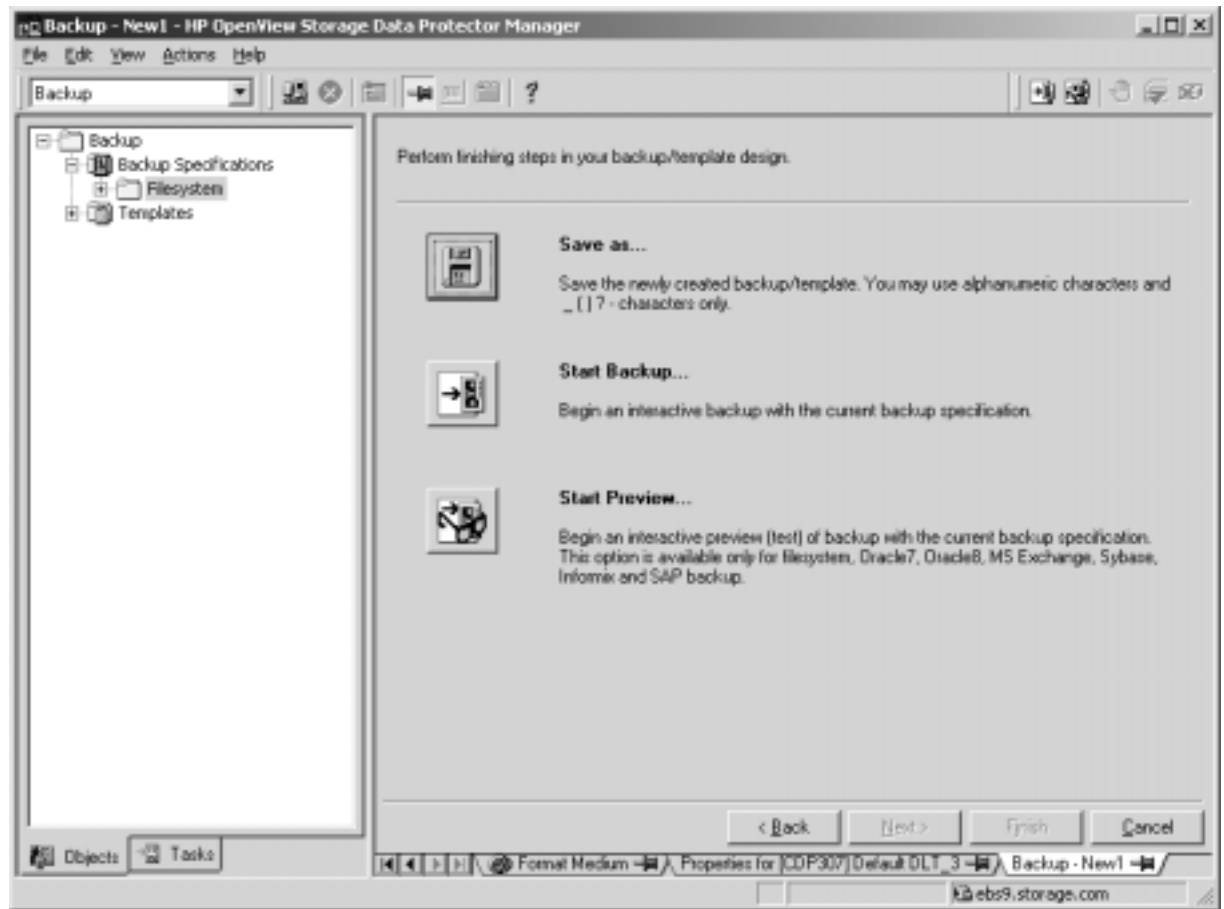 Backup - New1 - HP OpenView Storage Data Protector Manager
File Edit View Actions Help
Backup
?
Backup
Backup Specifications
Filesystem
Templates
Perform finishing steps in your backup/template design.
Save as...
Save the newly created backup/template. You may use alphanumeric characters and
_ [ ] ? - characters only.
Start Backup...
Begin an interactive backup with the current backup specification.
Start Preview...
Begin an interactive preview (test) of backup with the current backup specification.
This option is available only for filesystem, Oracle7, Oracle8, MS Exchange, Sybase,
Informix and SAP backup.
< Back Next > Finish Cancel
Objects Tasks
Format Medium Properties for [CDP307] Default DLT_3 Backup - New1
ebs9.storage.com